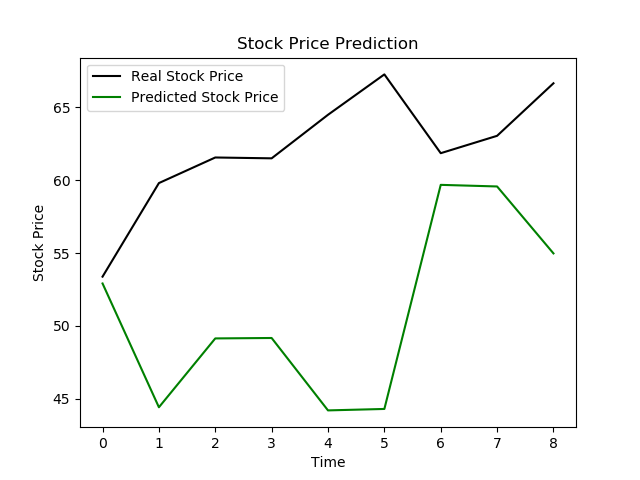 Stock Price Prediction
Real Stock Price
Predicted Stock Price
65
60
55
50
45
Stock Price
0 1 2 3 4 5 6 7 8
Time